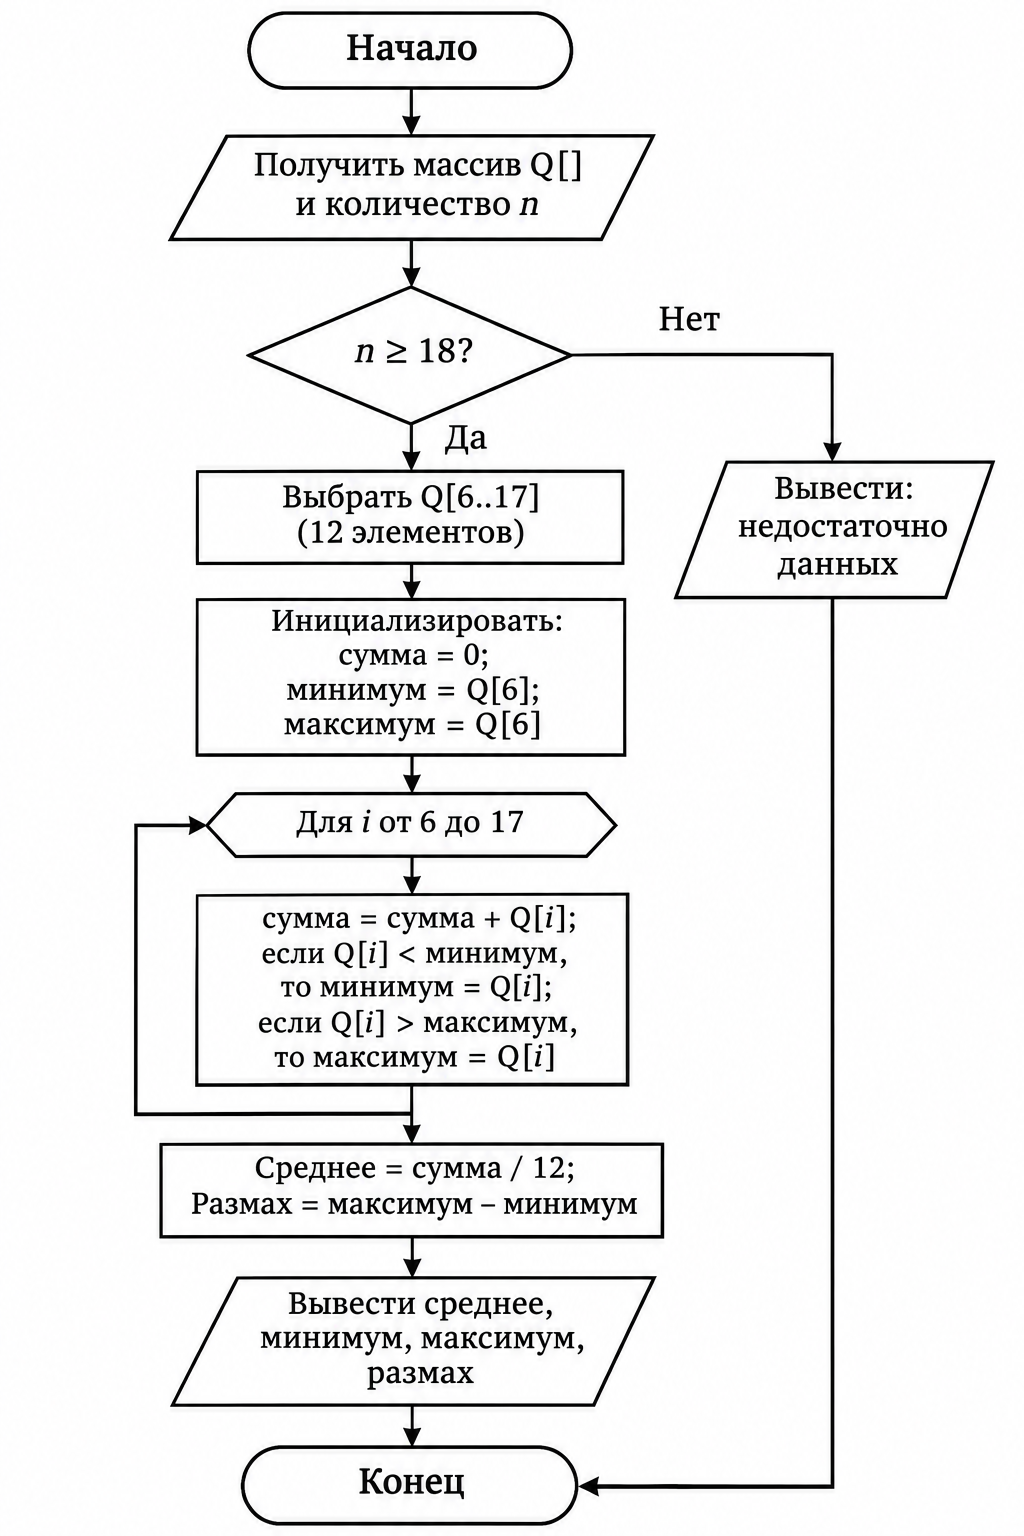 Начало
Получить массив Q[]
и количество n
n ≥ 18?
Нет
Да
Выбрать Q[6..17]
(12 элементов)
Вывести:
недостаточно
данных
Инициализировать:
сумма = 0;
минимум = Q[6];
максимум = Q[6]
Для i от 6 до 17
сумма = сумма + Q[i];
если Q[i] < минимум,
то минимум = Q[i];
если Q[i] > максимум,
то максимум = Q[i]
Среднее = сумма / 12;
Размах = максимум – минимум
Вывести среднее,
минимум, максимум,
размах
Конец